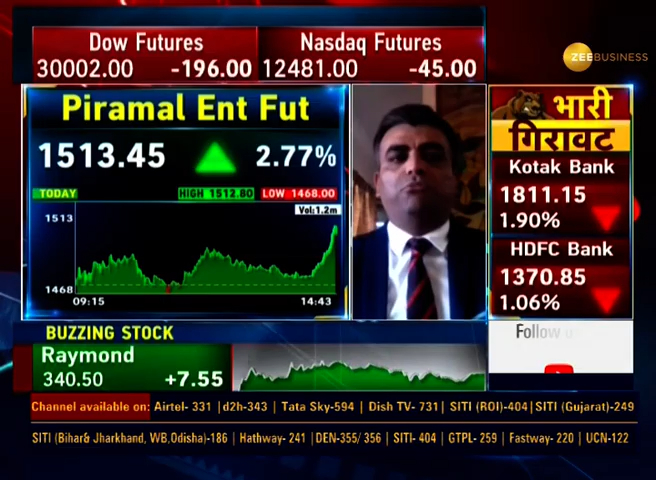 Dow Futures
30002.00 -196.00
Nasdaq Futures
12481.00 -45.00
ZEE BUSINESS
Piramal Ent Fut
1513.45 2.77%
TODAY HIGH 1512.80 LOW 1468.00
Vol:1.2m
1513
1468
09:15 14:43
भारी
गिरावट
Kotak Bank
1811.15
1.90%
HDFC Bank
1370.85
1.06%
BUZZING STOCK
Raymond
340.50 +7.55
Follow
Channel available on: Airtel- 331 |d2h-343 | Tata Sky-594 | Dish TV- 731| SITI (ROI)-404| SITI (Gujarat)-249
SITI (Bihar& Jharkhand, WB,Odisha)-186 | Hathway- 241 |DEN-355/ 356 | SITI- 404 | GTPL- 259 | Fastway- 220 | UCN-122